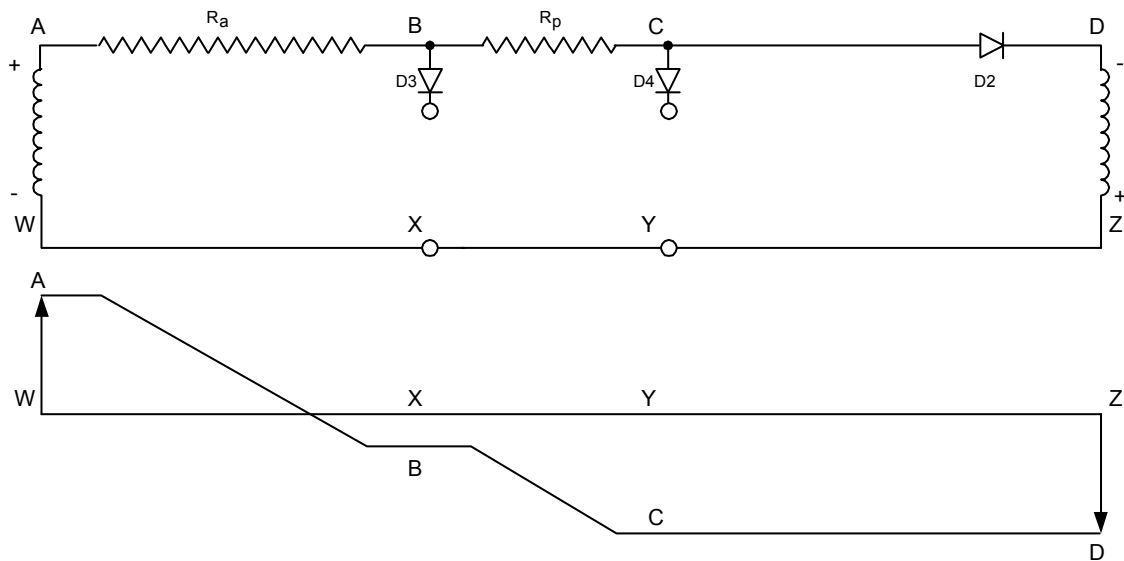 A Rₐ B Rₚ C D
+ D3 D4 D2 -
- +
W X Y Z
A
W X Y Z
B
C
D